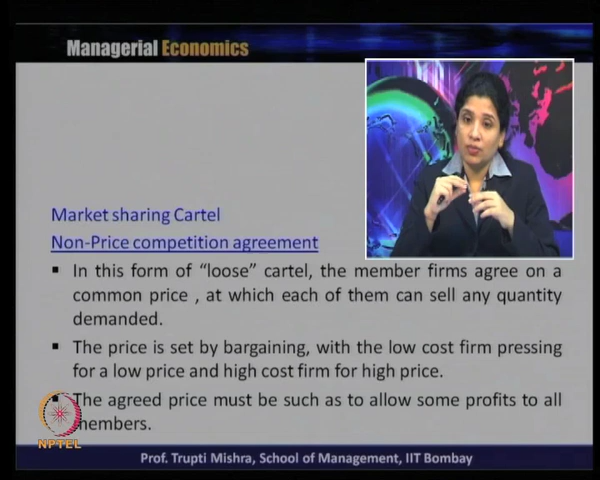 Managerial Economics
Market sharing Cartel
Non-Price competition agreement
In this form of “loose” cartel, the member firms agree on a
common price , at which each of them can sell any quantity
demanded.
The price is set by bargaining, with the low cost firm pressing
for a low price and high cost firm for high price.
The agreed price must be such as to allow some profits to all
members.
NPTEL
Prof. Trupti Mishra, School of Management, IIT Bombay